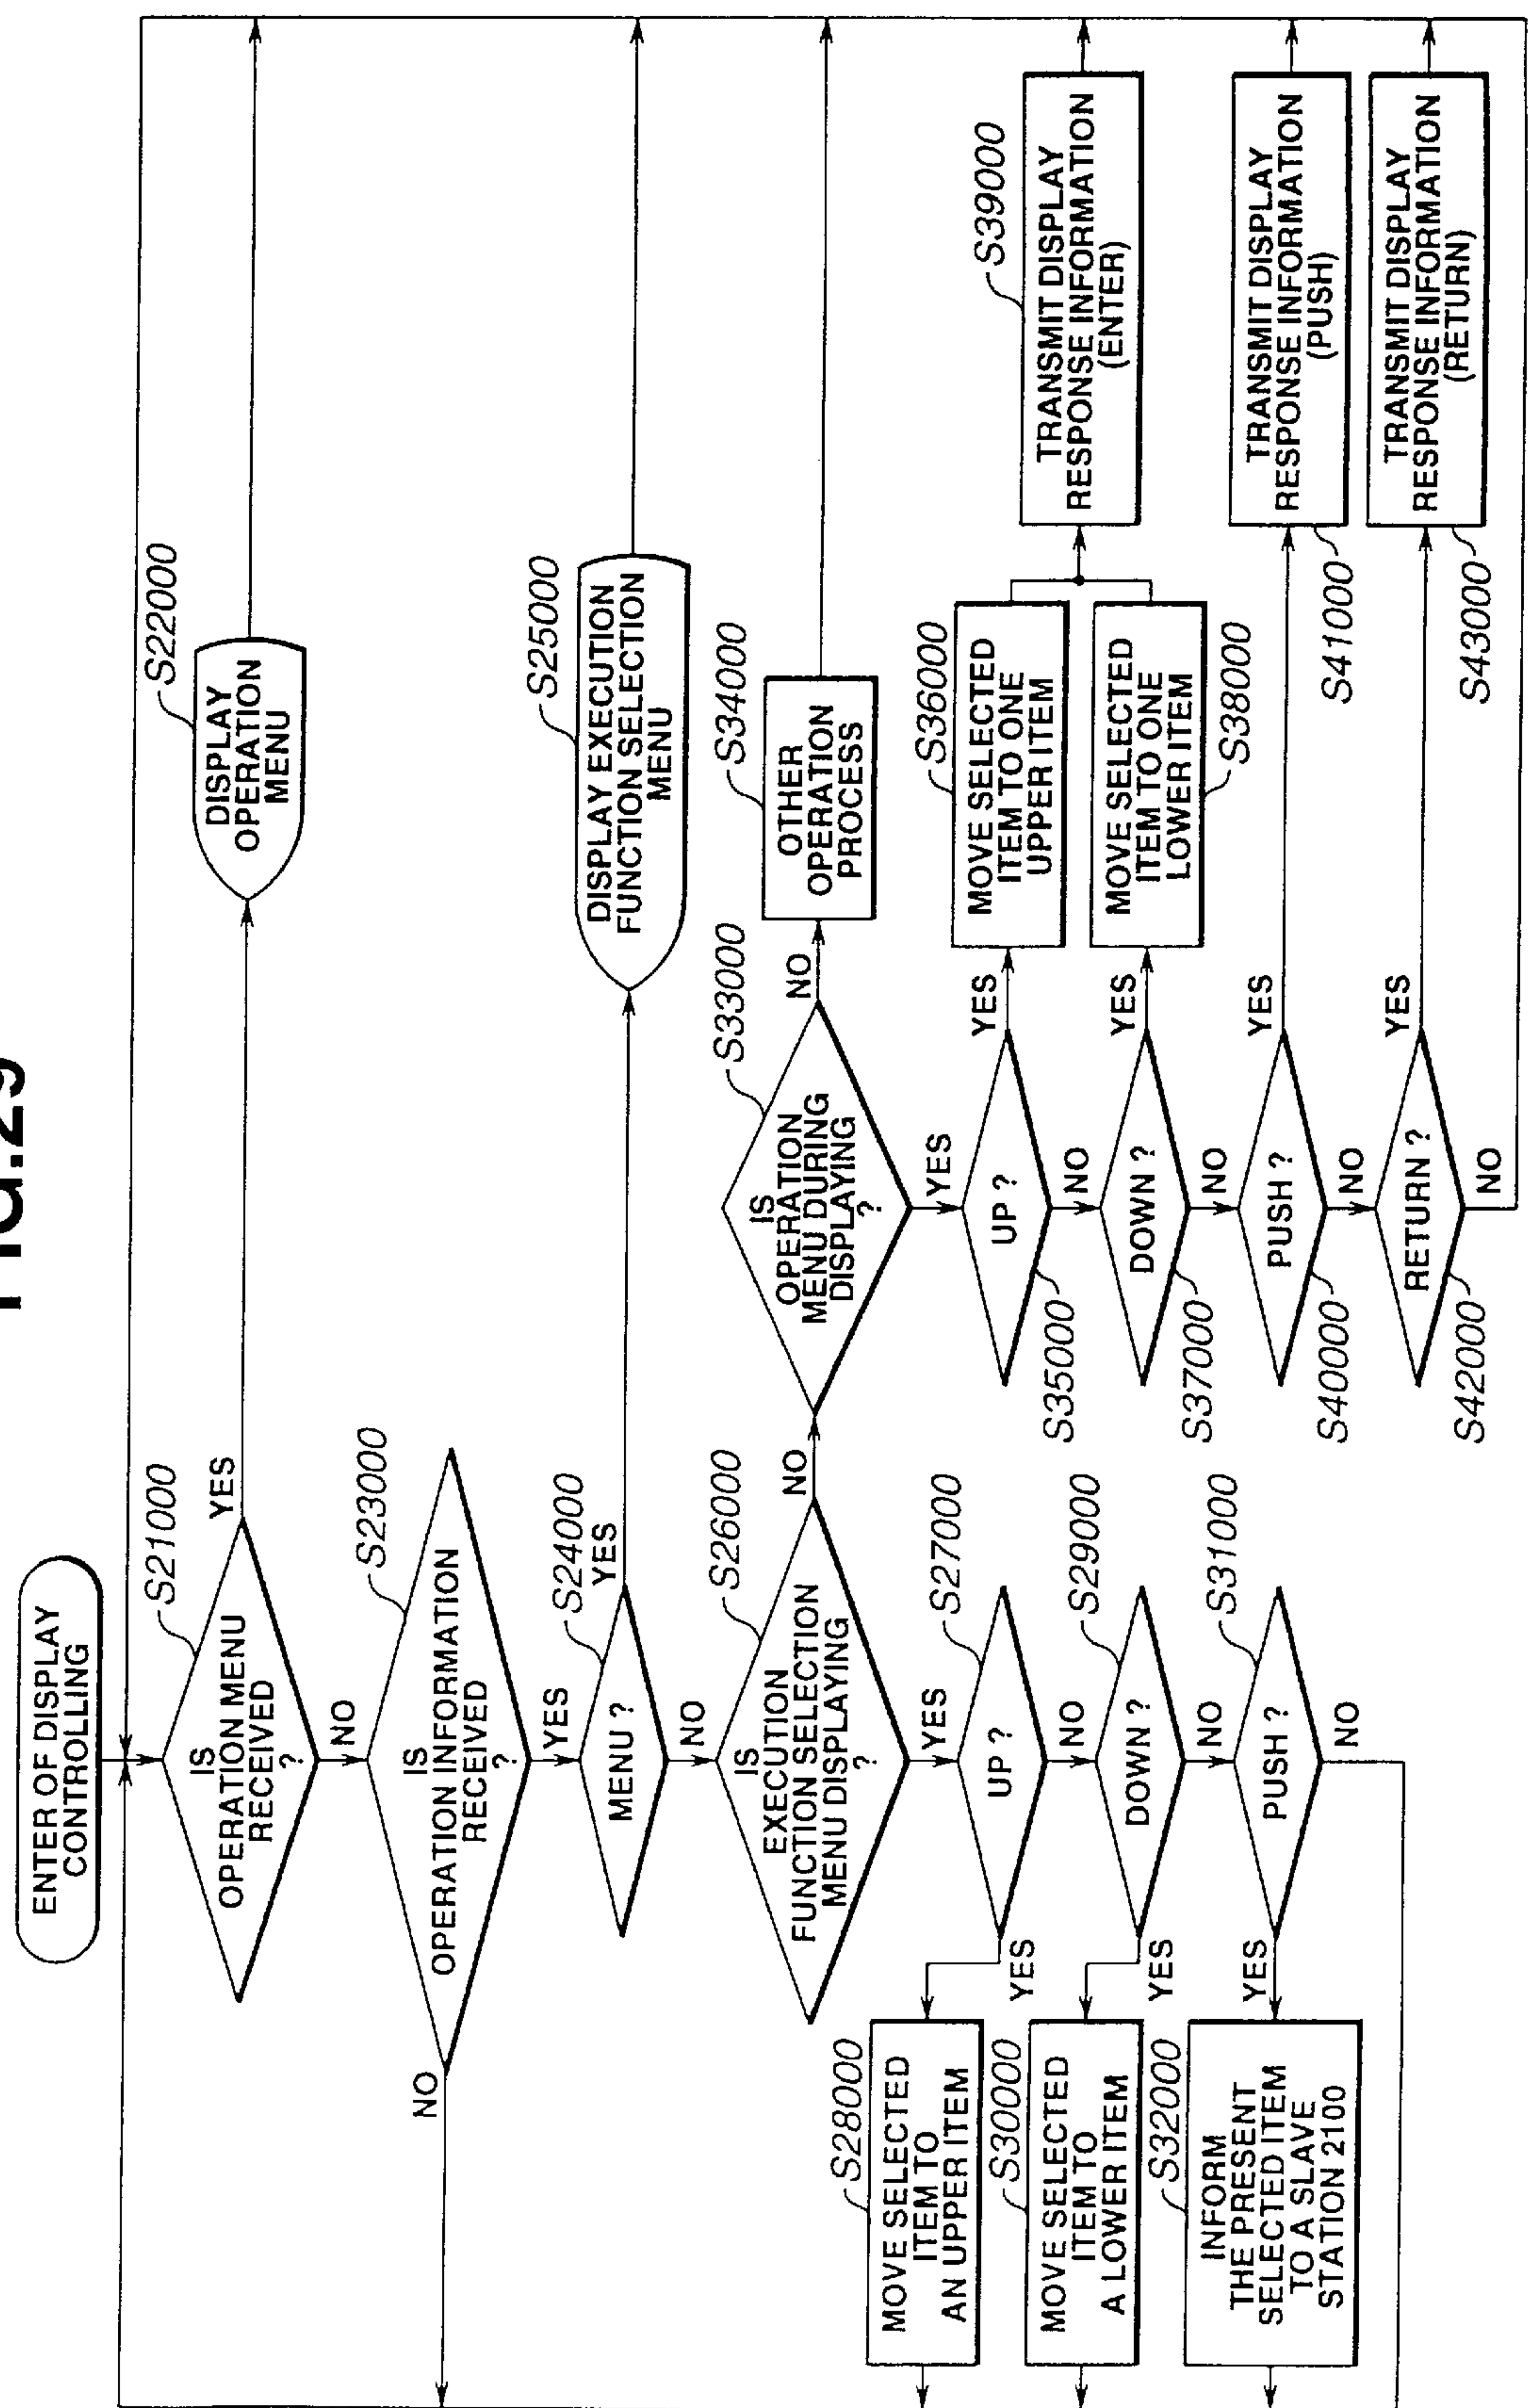 FIG.29
ENTER OF DISPLAY
CONTROLLING
S21000
IS
OPERATION MENU
RECEIVED
?
YES
NO
S22000
DISPLAY
OPERATION
MENU
S23000
IS
OPERATION INFORMATION
RECEIVED
?
NO
YES
S24000
MENU ?
YES
NO
S25000
DISPLAY EXECUTION
FUNCTION SELECTION
MENU
S26000
IS
EXECUTION
FUNCTION SELECTION
MENU DISPLAYING
?
NO
YES
S33000
IS
OPERATION
MENU DURING
DISPLAYING
?
NO
YES
S34000
OTHER
OPERATION
PROCESS
S27000
UP ?
YES
NO
S28000
MOVE SELECTED
ITEM TO
AN UPPER ITEM
S29000
DOWN ?
YES
NO
S30000
MOVE SELECTED
ITEM TO
A LOWER ITEM
S31000
PUSH ?
YES
NO
S32000
INFORM
THE PRESENT
SELECTED ITEM
TO A SLAVE
STATION 2100
S35000
UP ?
YES
NO
S36000
MOVE SELECTED
ITEM TO ONE
UPPER ITEM
S37000
DOWN ?
YES
NO
S38000
MOVE SELECTED
ITEM TO ONE
LOWER ITEM
S39000
TRANSMIT DISPLAY
RESPONSE INFORMATION
(ENTER)
S40000
PUSH ?
YES
NO
S41000
TRANSMIT DISPLAY
RESPONSE INFORMATION
(PUSH)
S42000
RETURN ?
YES
NO
S43000
TRANSMIT DISPLAY
RESPONSE INFORMATION
(RETURN)